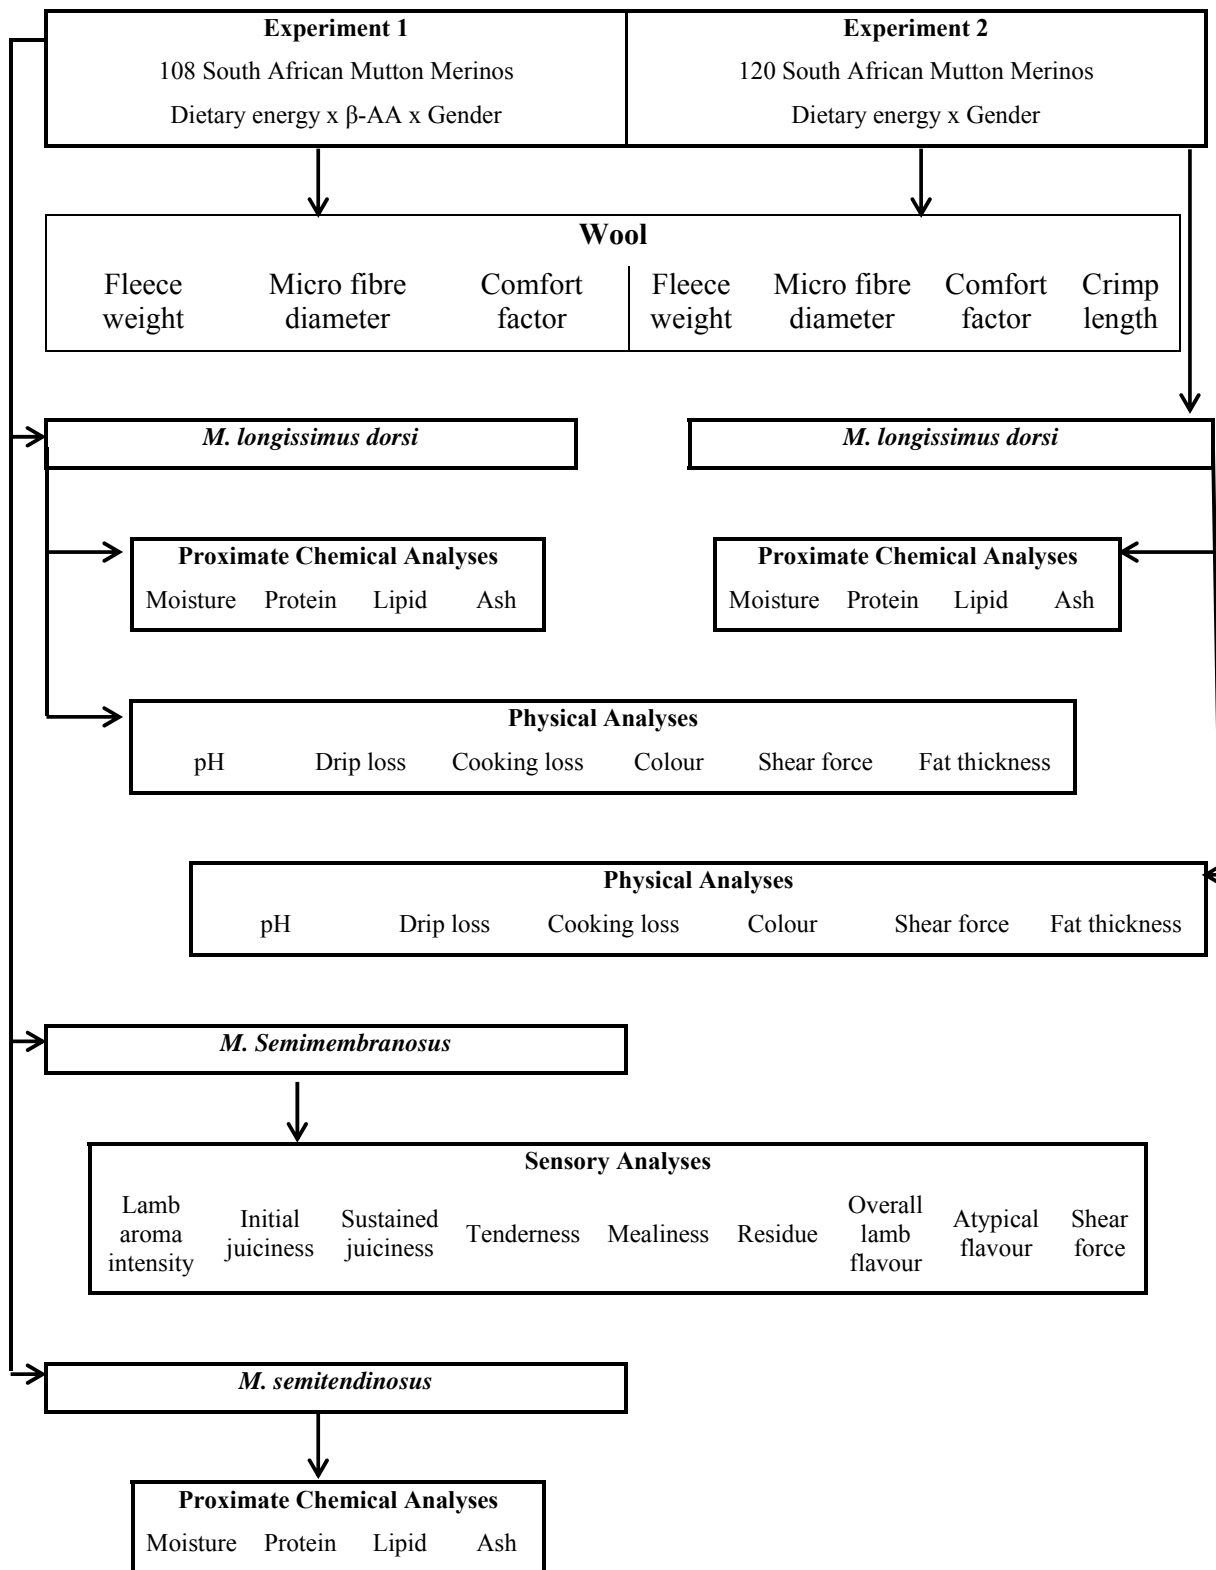 Experiment 1
108 South African Mutton Merinos
Dietary energy x β-AA x Gender
Experiment 2
120 South African Mutton Merinos
Dietary energy x Gender
Wool
Fleece weight
Micro fibre diameter
Comfort factor
Fleece weight
Micro fibre diameter
Comfort factor
Crimp length
M. longissimus dorsi
M. longissimus dorsi
Proximate Chemical Analyses
Moisture Protein Lipid Ash
Proximate Chemical Analyses
Moisture Protein Lipid Ash
Physical Analyses
pH Drip loss Cooking loss Colour Shear force Fat thickness
Physical Analyses
pH Drip loss Cooking loss Colour Shear force Fat thickness
M. Semimembranosus
Sensory Analyses
Lamb aroma intensity
Initial juiciness
Sustained juiciness
Tenderness
Mealiness
Residue
Overall lamb flavour
Atypical flavour
Shear force
M. semitendinosus
Proximate Chemical Analyses
Moisture Protein Lipid Ash